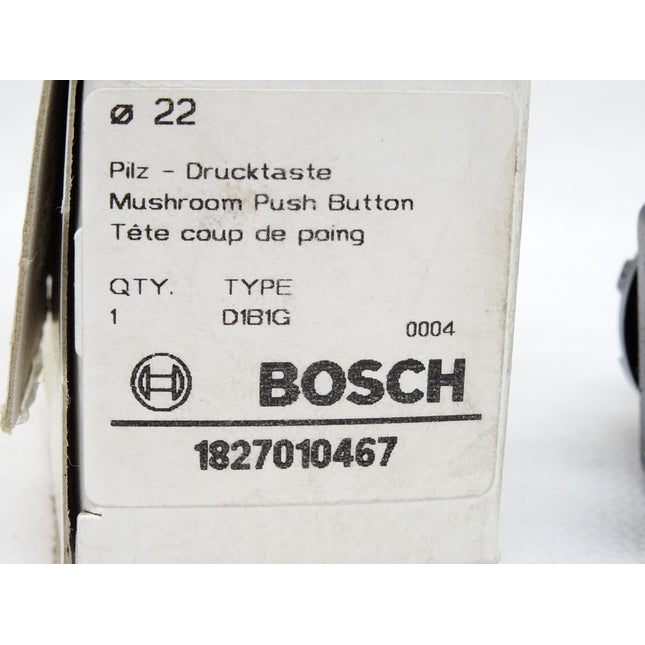 ø 22
Pilz - Drucktaste
Mushroom Push Button
Tête coup de poing
QTY. TYPE
1 D1B1G 0004
BOSCH
1827010467